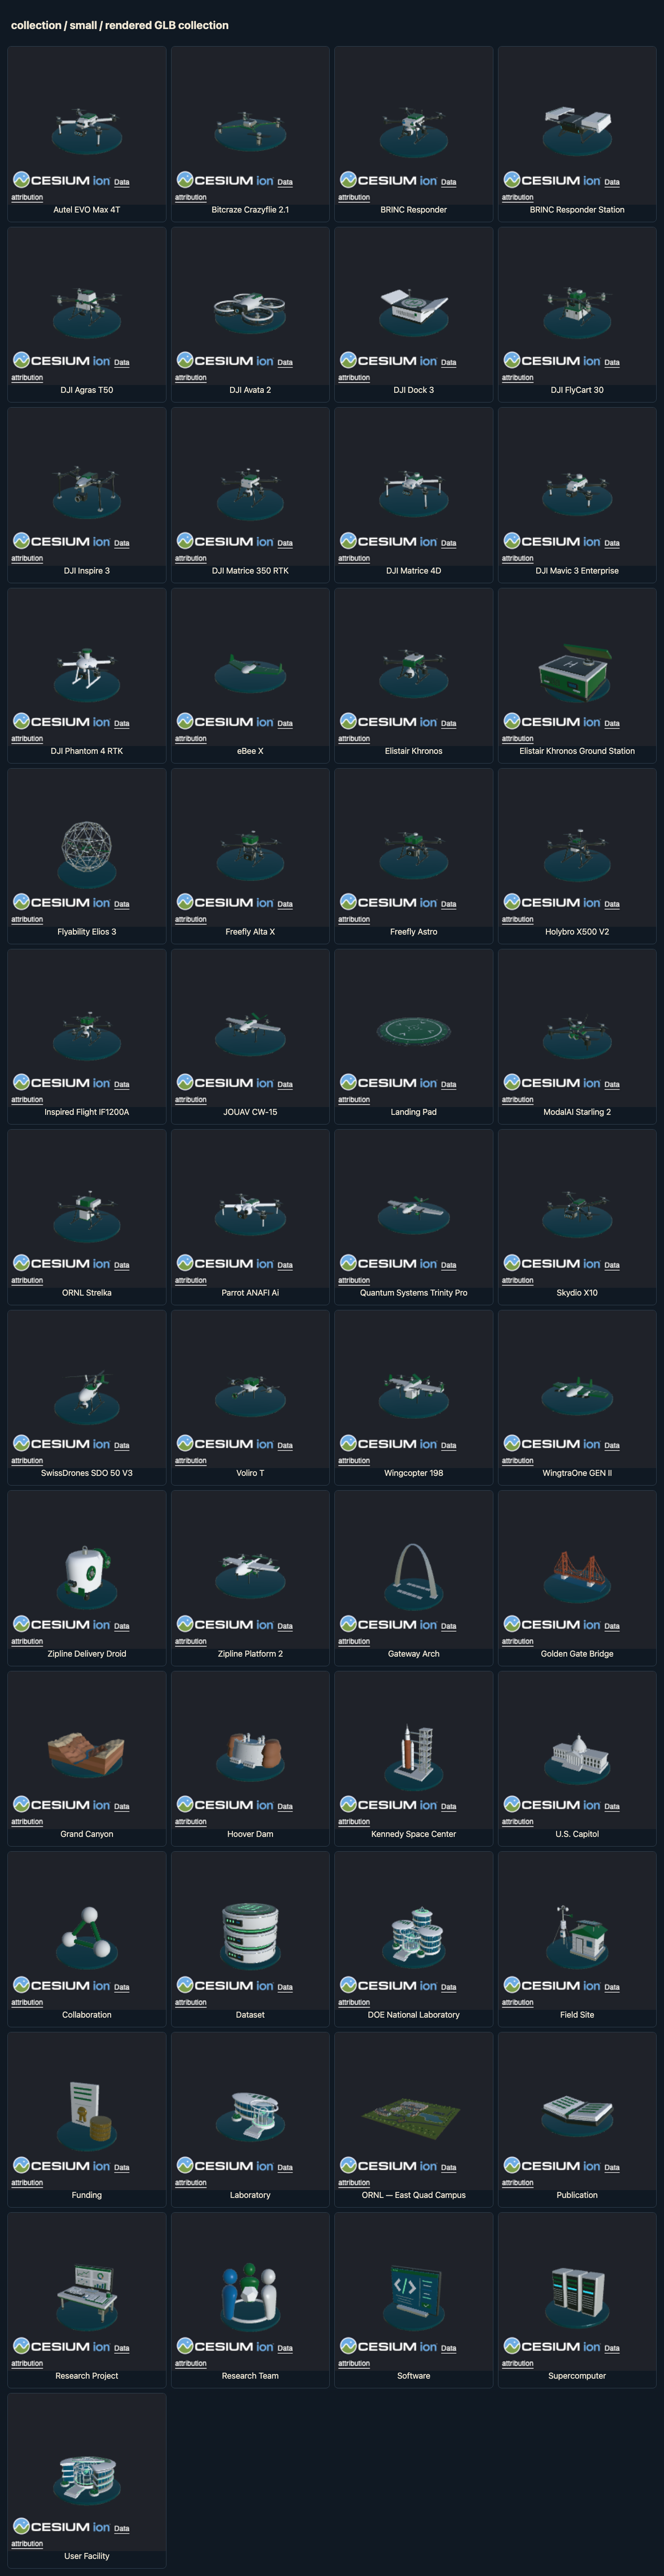 collection / small / rendered GLB collection
CESIUM ion Data CESIUM ion Data CESIUM ion Data CESIUM ion Data
attribution attribution attribution attribution
Autel EVO Max 4T Bitcraze Crazyflie 2.1 BRINC Responder BRINC Responder Station
CESIUM ion Data CESIUM ion Data CESIUM ion Data CESIUM ion Data
attribution attribution attribution attribution
DJI Agras T50 DJI Avata 2 DJI Dock 3 DJI FlyCart 30
CESIUM ion Data CESIUM ion Data CESIUM ion Data CESIUM ion Data
attribution attribution attribution attribution
DJI Inspire 3 DJI Matrice 350 RTK DJI Matrice 4D DJI Mavic 3 Enterprise
H
CESIUM ion Data CESIUM ion Data CESIUM ion Data CESIUM ion Data
attribution attribution attribution attribution
DJI Phantom 4 RTK eBee X Elistair Khronos Elistair Khronos Ground Station
CESIUM ion Data CESIUM ion Data CESIUM ion Data CESIUM ion Data
attribution attribution attribution attribution
Flyability Elios 3 Freefly Alta X Freefly Astro Holybro X500 V2
CESIUM ion Data CESIUM ion Data CESIUM ion Data CESIUM ion Data
attribution attribution attribution attribution
Inspired Flight IF1200A JOUAV CW-15 Landing Pad ModalAI Starling 2
CESIUM ion Data CESIUM ion Data CESIUM ion Data CESIUM ion Data
attribution attribution attribution attribution
ORNL Strelka Parrot ANAFI Ai Quantum Systems Trinity Pro Skydio X10
CESIUM ion Data CESIUM ion Data CESIUM ion Data CESIUM ion Data
attribution attribution attribution attribution
SwissDrones SDO 50 V3 Voliro T Wingcopter 198 WingtraOne GEN II
CESIUM ion Data CESIUM ion Data CESIUM ion Data CESIUM ion Data
attribution attribution attribution attribution
Zipline Delivery Droid Zipline Platform 2 Gateway Arch Golden Gate Bridge
CESIUM ion Data CESIUM ion Data CESIUM ion Data CESIUM ion Data
attribution attribution attribution attribution
Grand Canyon Hoover Dam Kennedy Space Center U.S. Capitol
CESIUM ion Data CESIUM ion Data CESIUM ion Data CESIUM ion Data
attribution attribution attribution attribution
Collaboration Dataset DOE National Laboratory Field Site
CESIUM ion Data CESIUM ion Data CESIUM ion Data CESIUM ion Data
attribution attribution attribution attribution
Funding Laboratory ORNL — East Quad Campus Publication
</>
CESIUM ion Data CESIUM ion Data CESIUM ion Data CESIUM ion Data
attribution attribution attribution attribution
Research Project Research Team Software Supercomputer
CESIUM ion Data
attribution
User Facility